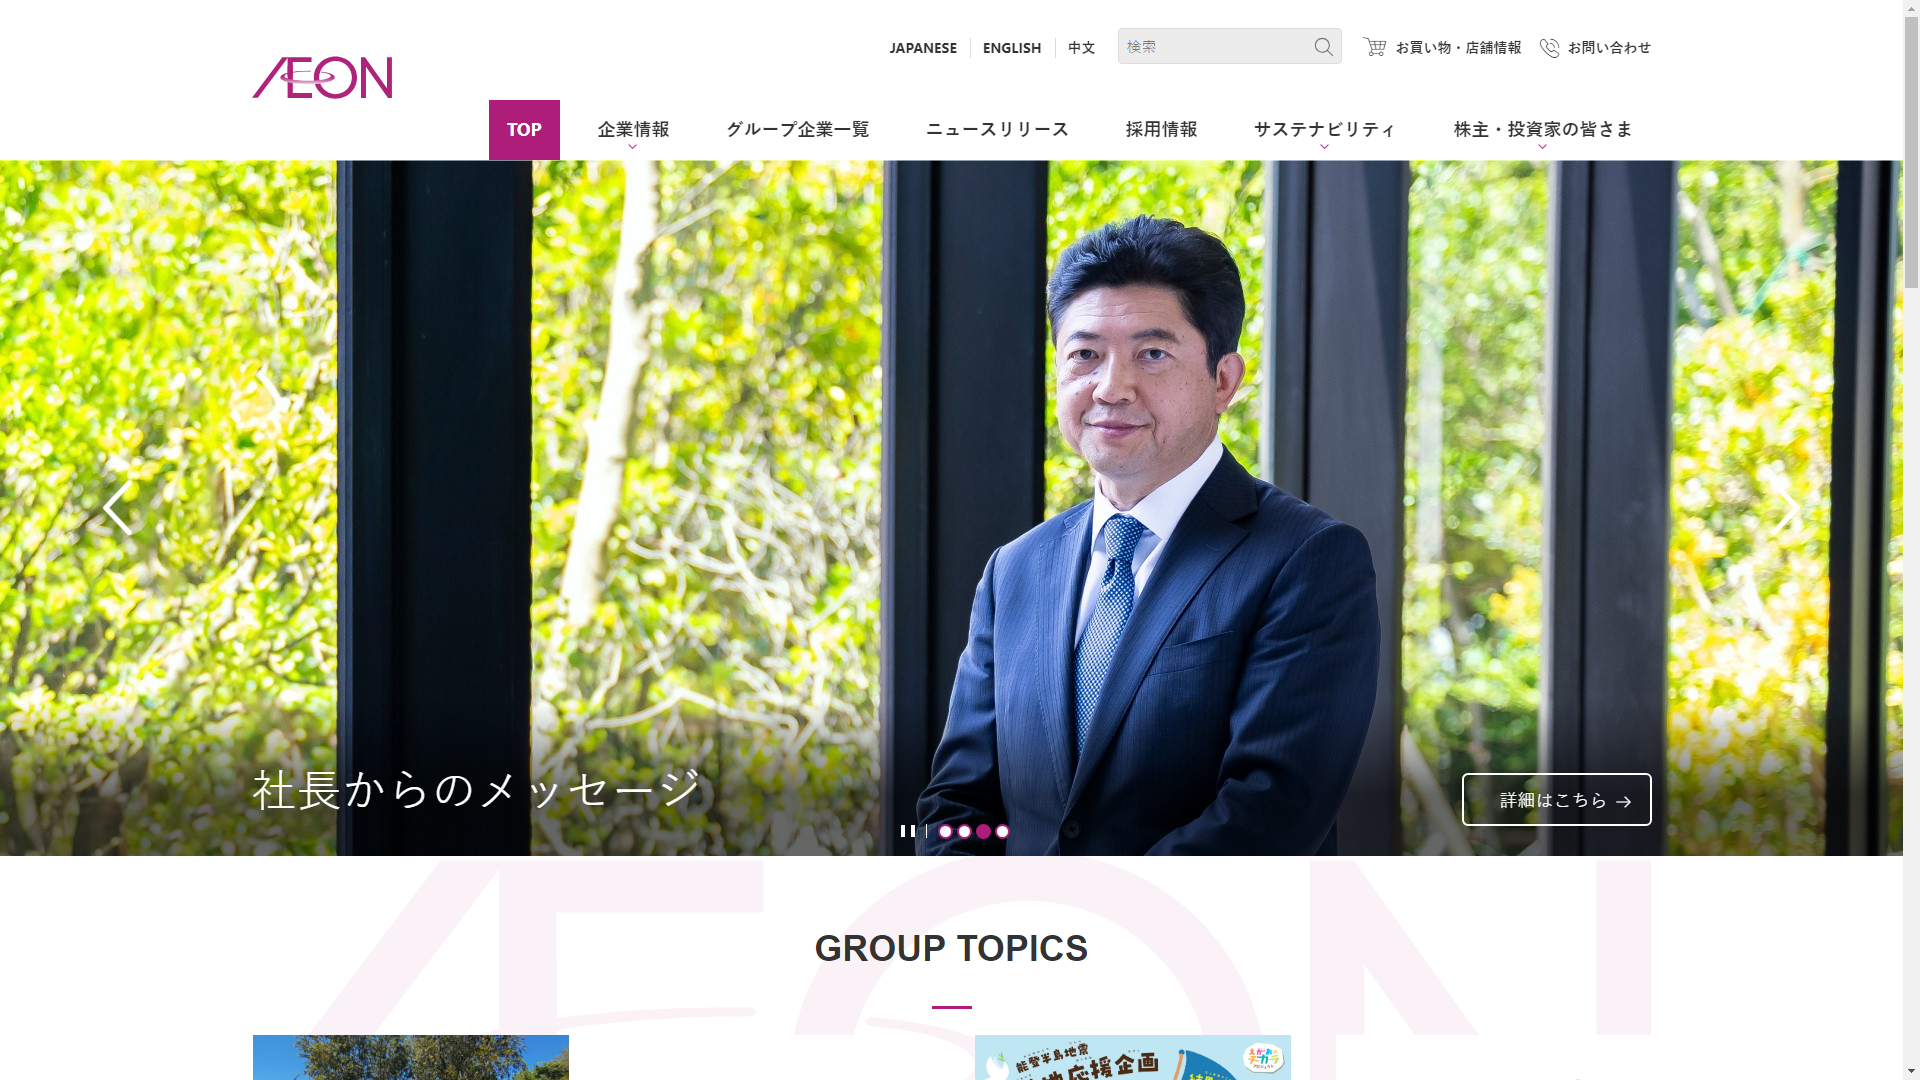 JAPANESE
ENGLISH
中文
検索
お買い物・店舗情報
お問い合わせ
ÆON
TOP
企業情報
グループ企業一覧
ニュースリリース
採用情報
サステナビリティ
株主・投資家の皆さま
社長からのメッセージ
詳細はこちら
GROUP TOPICS
能登半島地震
応援企画